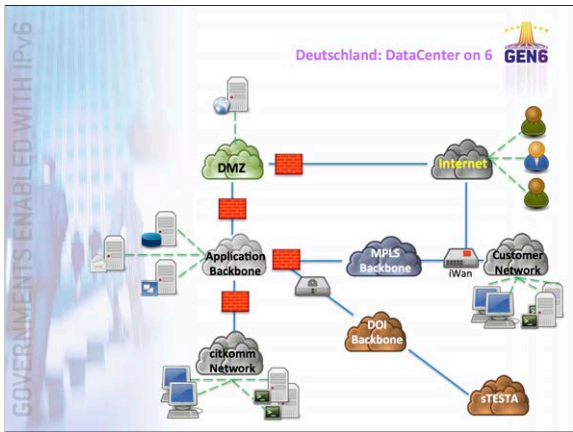 GOVERNMENTS ENABLED WITH IPv6
Deutschland: DataCenter on 6
GEN6
DMZ
Internet
Application
Backbone
MPLS
Backbone
iWan
Customer
Network
DOI
Backbone
citkomm
Network
sTESTA